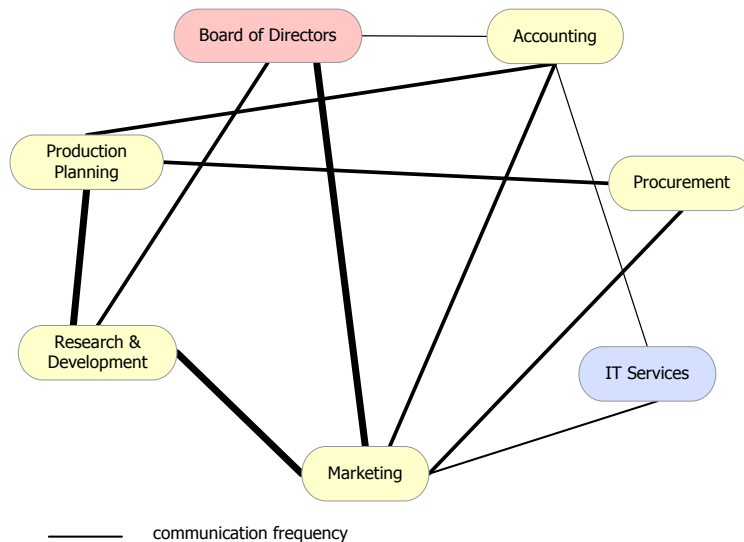 Board of Directors
Accounting
Production
Planning
Procurement
Research &
Development
IT Services
Marketing
communication frequency